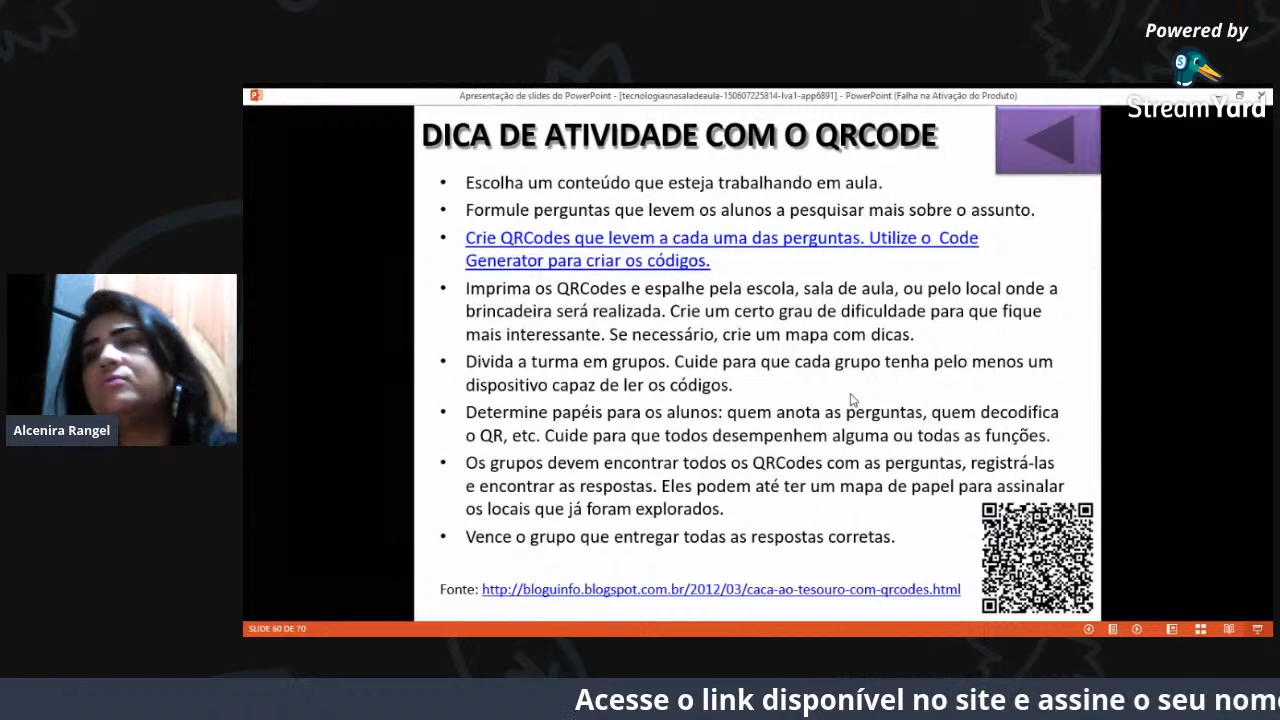 Powered by
StreamYard
Apresentação de slides do PowerPoint - [tecnologiasnasaladeaula-150607225814-lva1-app6891] - PowerPoint (Falha na Ativação do Produto)
DICA DE ATIVIDADE COM O QRCODE
• Escolha um conteúdo que esteja trabalhando em aula.
• Formule perguntas que levem os alunos a pesquisar mais sobre o assunto.
• Crie QRCodes que levem a cada uma das perguntas. Utilize o  Code
Generator para criar os códigos.
• Imprima os QRCodes e espalhe pela escola, sala de aula, ou pelo local onde a
brincadeira será realizada. Crie um certo grau de dificuldade para que fique
mais interessante. Se necessário, crie um mapa com dicas.
• Divida a turma em grupos. Cuide para que cada grupo tenha pelo menos um
dispositivo capaz de ler os códigos.
• Determine papéis para os alunos: quem anota as perguntas, quem decodifica
o QR, etc. Cuide para que todos desempenhem alguma ou todas as funções.
• Os grupos devem encontrar todos os QRCodes com as perguntas, registrá-las
e encontrar as respostas. Eles podem até ter um mapa de papel para assinalar
os locais que já foram explorados.
• Vence o grupo que entregar todas as respostas corretas.
Fonte: http://bloguinfo.blogspot.com.br/2012/03/caca-ao-tesouro-com-qrcodes.html
SLIDE 60 DE 70
Alcenira Rangel
Acesse o link disponível no site e assine o seu nom